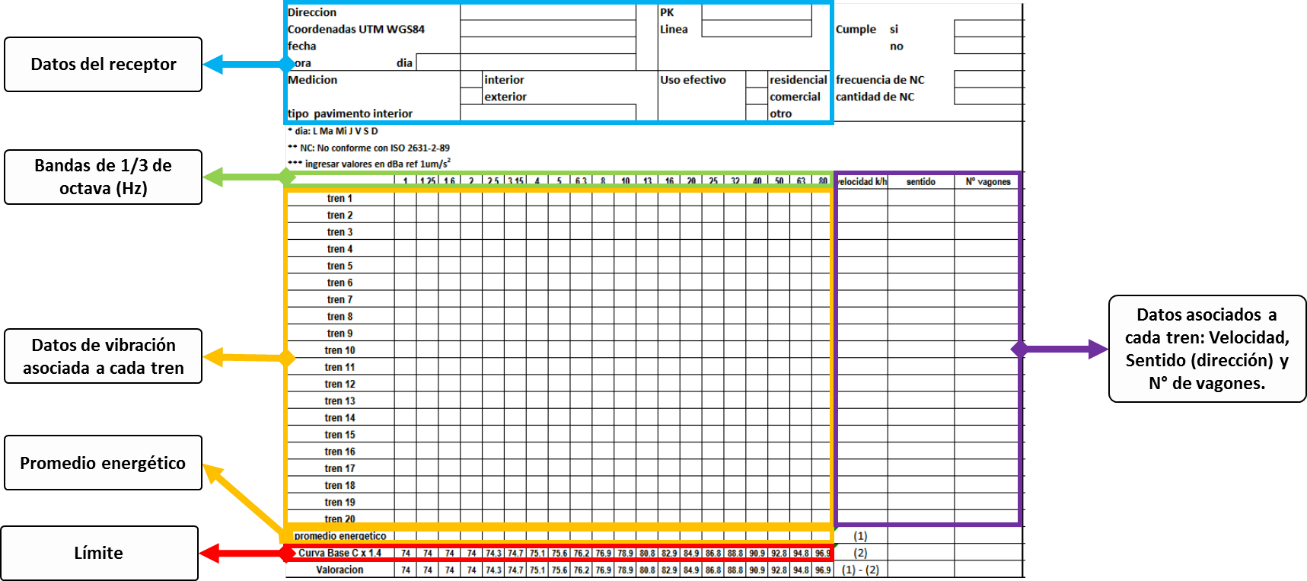 Direccion PK
Coordenadas UTM WGS84 Linea Cumple si
fecha no
hora dia
Medicion interior Uso efectivo residencial frecuencia de NC
exterior comercial cantidad de NC
tipo pavimento interior otro
* dia: L Ma Mi J V S D
** NC: No conforme con ISO 2631-2-89
*** ingresar valores en dBa ref 1um/s²
1 1.25 1.6 2 2.5 3.15 4 5 6.3 8 10 13 16 20 25 32 40 50 63 80 velocidad k/h sentido N° vagones
tren 1
tren 2
tren 3
tren 4
tren 5
tren 6
tren 7
tren 8
tren 9
tren 10
tren 11
tren 12
tren 13
tren 14
tren 15
tren 16
tren 17
tren 18
tren 19
tren 20
promedio energetico (1)
Curva Base C x 1.4 74 74 74 74 74.3 74.7 75.1 75.6 76.2 76.9 78.9 80.8 82.9 84.9 86.8 88.8 90.9 92.8 94.8 96.9 (2)
Valoracion 74 74 74 74 74.3 74.7 75.1 75.6 76.2 76.9 78.9 80.8 82.9 84.9 86.8 88.8 90.9 92.8 94.8 96.9 (1) - (2)
Datos del receptor
Bandas de 1/3 de
octava (Hz)
Datos de vibración
asociada a cada tren
Promedio energético
Límite
Datos asociados a
cada tren: Velocidad,
Sentido (dirección) y
N° de vagones.